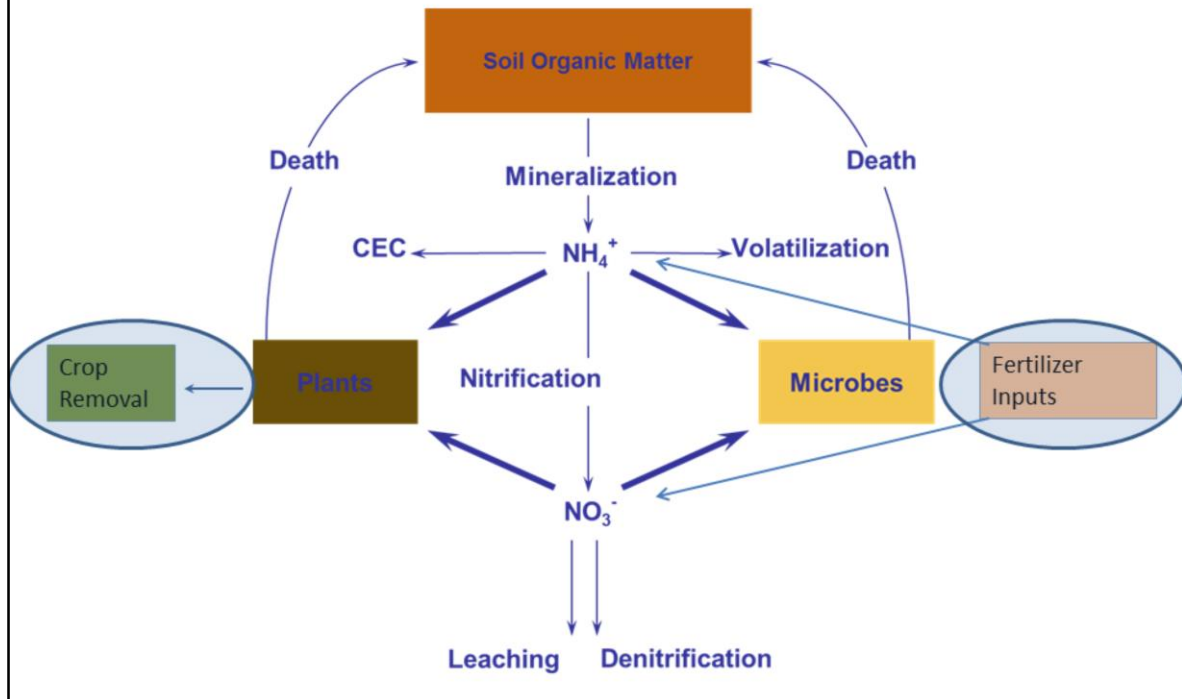 Soil Organic Matter
Death
Death
Mineralization
CEC
NH₄⁺
Volatilization
Crop
Removal
Plants
Nitrification
Microbes
Fertilizer
Inputs
NO₃⁻
Leaching
Denitrification